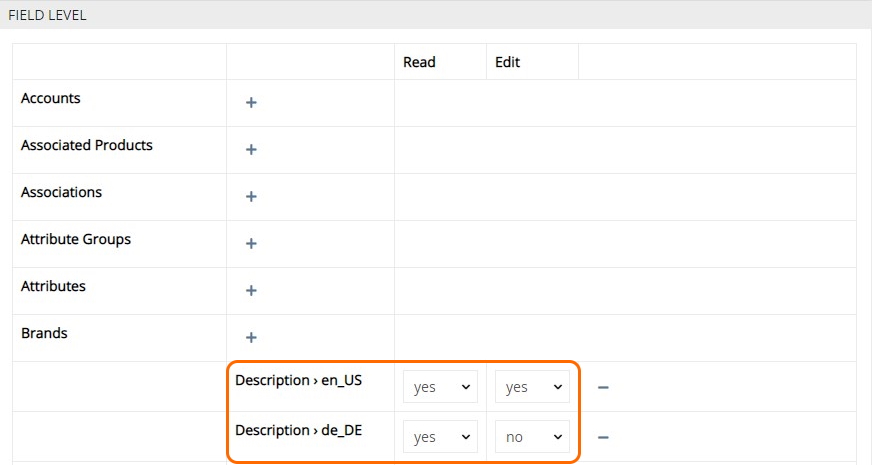 FIELD LEVEL
Read Edit
Accounts +
Associated Products +
Associations +
Attribute Groups +
Attributes +
Brands +
Description › en_US yes yes −
Description › de_DE yes no −